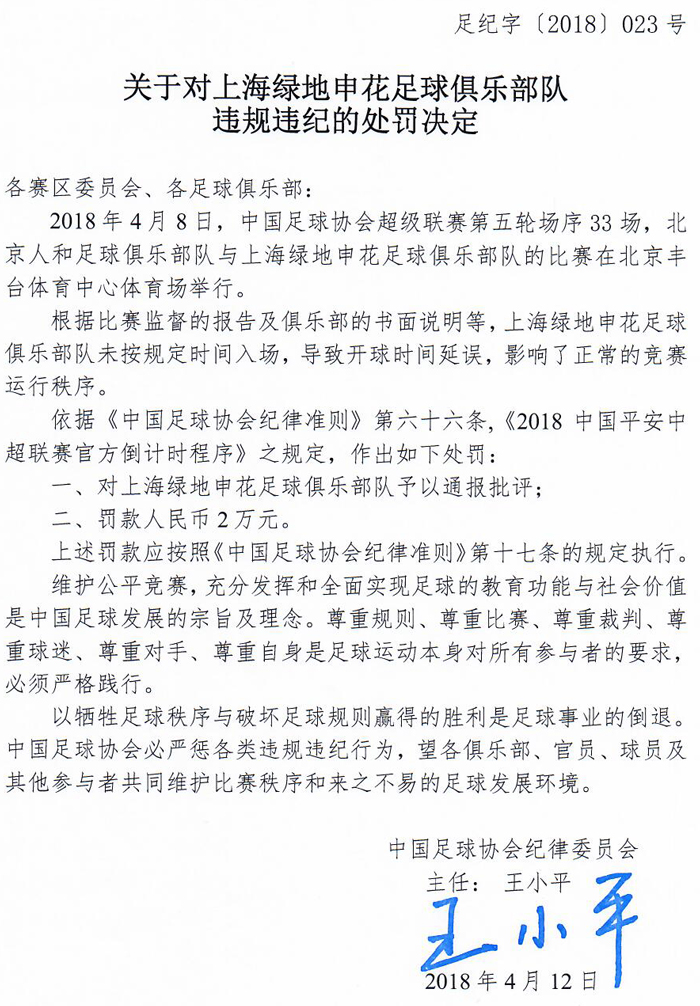 足纪字〔2018〕023号
关于对上海绿地申花足球俱乐部队
违规违纪的处罚决定
各赛区委员会、各足球俱乐部：
2018年4月8日，中国足球协会超级联赛第五轮场序33场，北
京人和足球俱乐部队与上海绿地申花足球俱乐部队的比赛在北京丰
台体育中心体育场举行。
根据比赛监督的报告及俱乐部的书面说明等，上海绿地申花足球
俱乐部队未按规定时间入场，导致开球时间延误，影响了正常的竞赛
运行秩序。
依据《中国足球协会纪律准则》第六十六条，《2018 中国平安中
超联赛官方倒计时程序》之规定，作出如下处罚：
一、对上海绿地申花足球俱乐部队予以通报批评；
二、罚款人民币2万元。
上述罚款应按照《中国足球协会纪律准则》第十七条的规定执行。
维护公平竞赛，充分发挥和全面实现足球的教育功能与社会价值
是中国足球发展的宗旨及理念。尊重规则、尊重比赛、尊重裁判、尊
重球迷、尊重对手、尊重自身是足球运动本身对所有参与者的要求，
必须严格践行。
以牺牲足球秩序与破坏足球规则赢得的胜利是足球事业的倒退。
中国足球协会必严惩各类违规违纪行为，望各俱乐部、官员、球员及
其他参与者共同维护比赛秩序和来之不易的足球发展环境。
中国足球协会纪律委员会
主任： 王小平
王小平
2018年4月12日